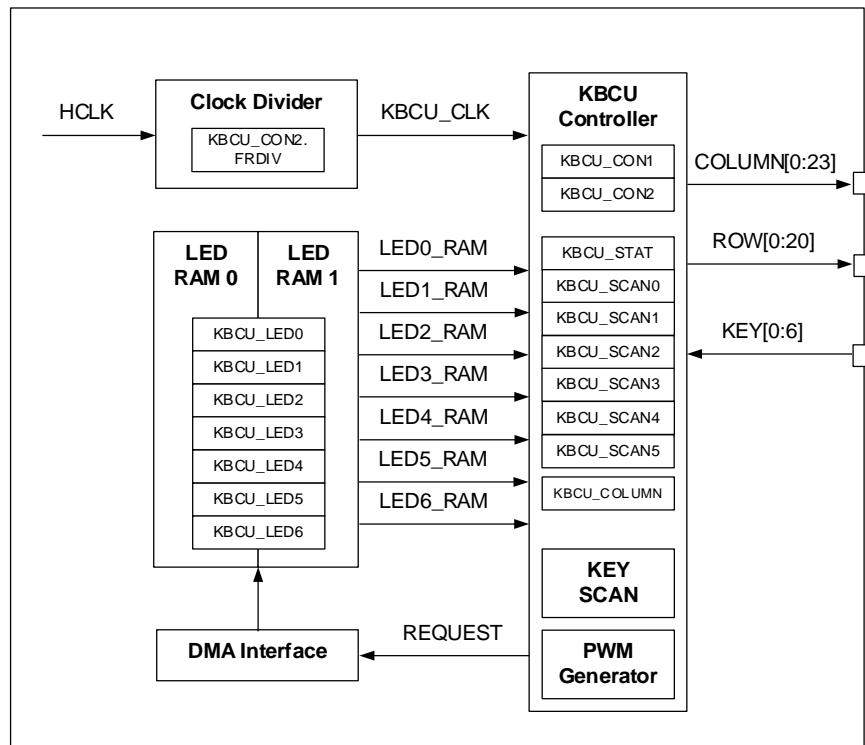 HCLK
Clock Divider
KBCU_CON2.
FRDIV
KBCU_CLK
KBCU
Controller
KBCU_CON1
KBCU_CON2
KBCU_STAT
KBCU_SCAN0
KBCU_SCAN1
KBCU_SCAN2
KBCU_SCAN3
KBCU_SCAN4
KBCU_SCAN5
KBCU_COLUMN
KEY
SCAN
PWM
Generator
COLUMN[0:23]
ROW[0:20]
KEY[0:6]
LED
RAM 0
LED
RAM 1
KBCU_LED0
KBCU_LED1
KBCU_LED2
KBCU_LED3
KBCU_LED4
KBCU_LED5
KBCU_LED6
LED0_RAM
LED1_RAM
LED2_RAM
LED3_RAM
LED4_RAM
LED5_RAM
LED6_RAM
DMA Interface
REQUEST